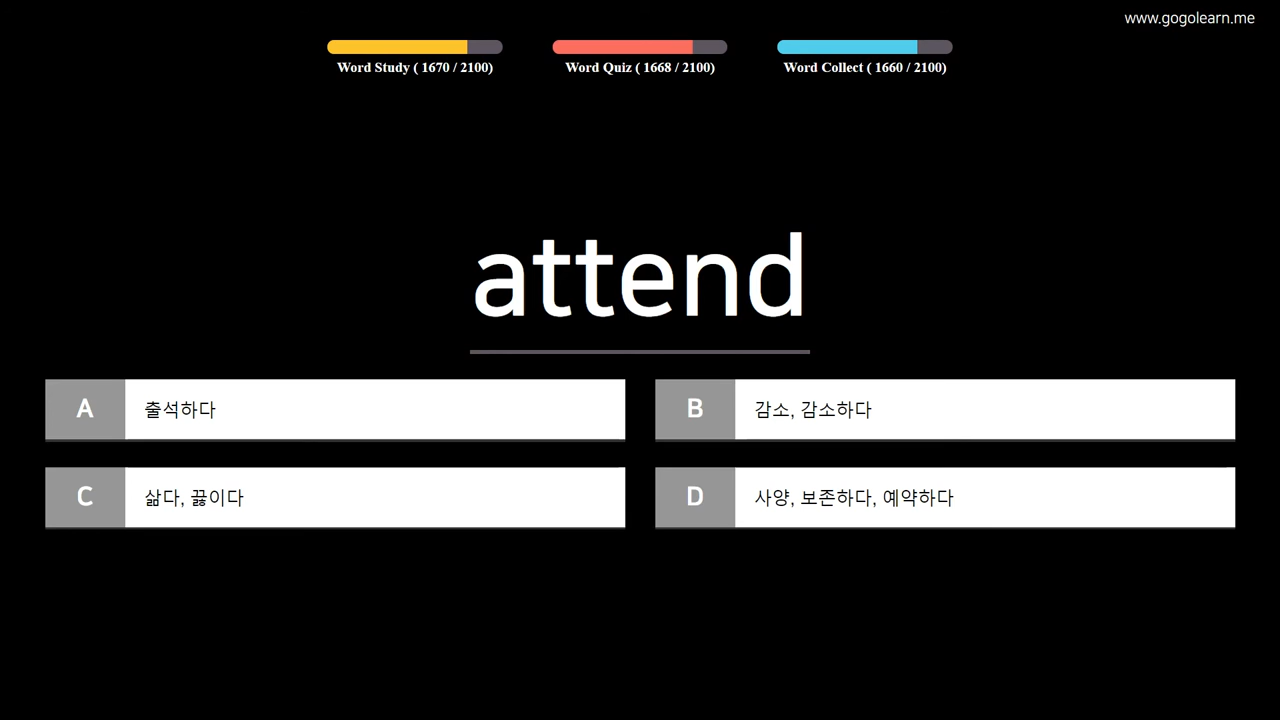 www.gogolearn.me
Word Study ( 1670 / 2100)
Word Quiz ( 1668 / 2100)
Word Collect ( 1660 / 2100)
attend
A 출석하다
B 감소, 감소하다
C 삶다, 끓이다
D 사양, 보존하다, 예약하다